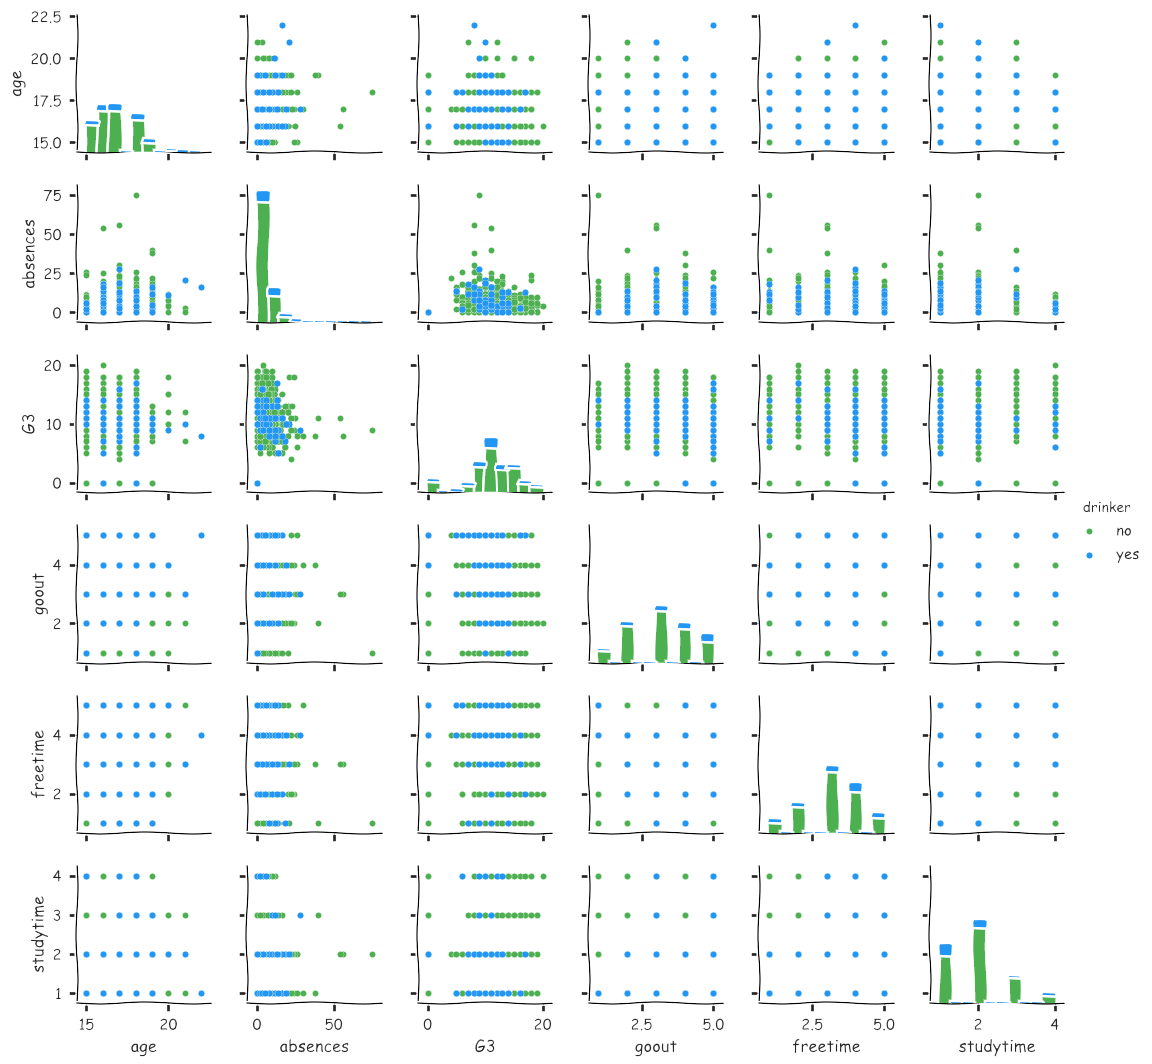 22.5
20.0
17.5
15.0
age
75
50
25
0
absences
20
10
0
G3
drinker
no
yes
4
2
goout
4
2
freetime
4
3
2
1
studytime
15 20 0 50 0 20 2.5 5.0 2.5 5.0 2 4
age absences G3 goout freetime studytime